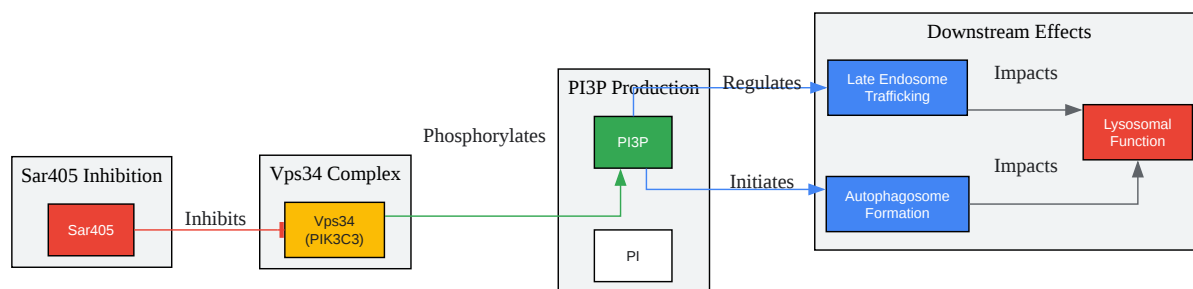 Sar405 Inhibition
Sar405
Inhibits
Vps34 Complex
Vps34
(PIK3C3)
Phosphorylates
PI3P Production
PI3P
PI
Regulates
Initiates
Downstream Effects
Late Endosome
Trafficking
Impacts
Autophagosome
Formation
Impacts
Lysosomal
Function